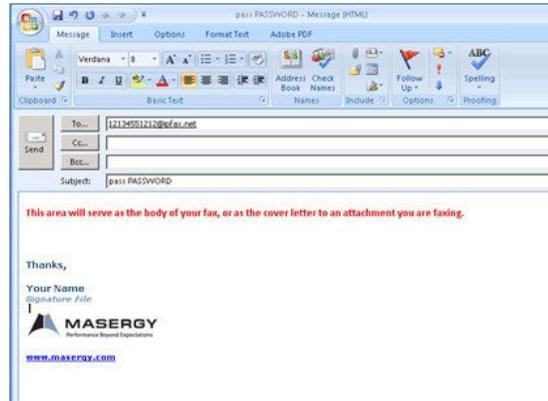 pass PASSWORD - Message (HTML)
Message Insert Options Format Text Adobe PDF
Verdana 8 A A
Paste B I U A Address Book Check Names Follow Up ABC Spelling
Clipboard Basic Text Names Include Options Proofing
To... 12134551212@ipfax.net
Send Cc...
Bcc...
Subject: pass PASSWORD
This area will serve as the body of your fax, or as the cover letter to an attachment you are faxing.
Thanks,
Your Name
Signature File
MASERGY
Performance Beyond Expectations
www.masergy.com